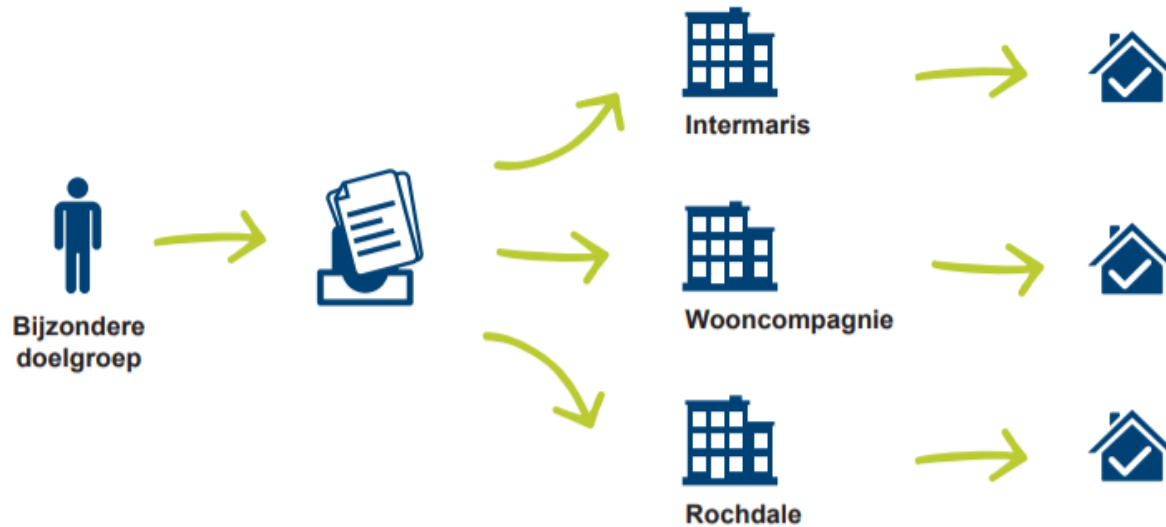 Intermaris
Bijzondere
doelgroep
Wooncompagnie
Rochdale